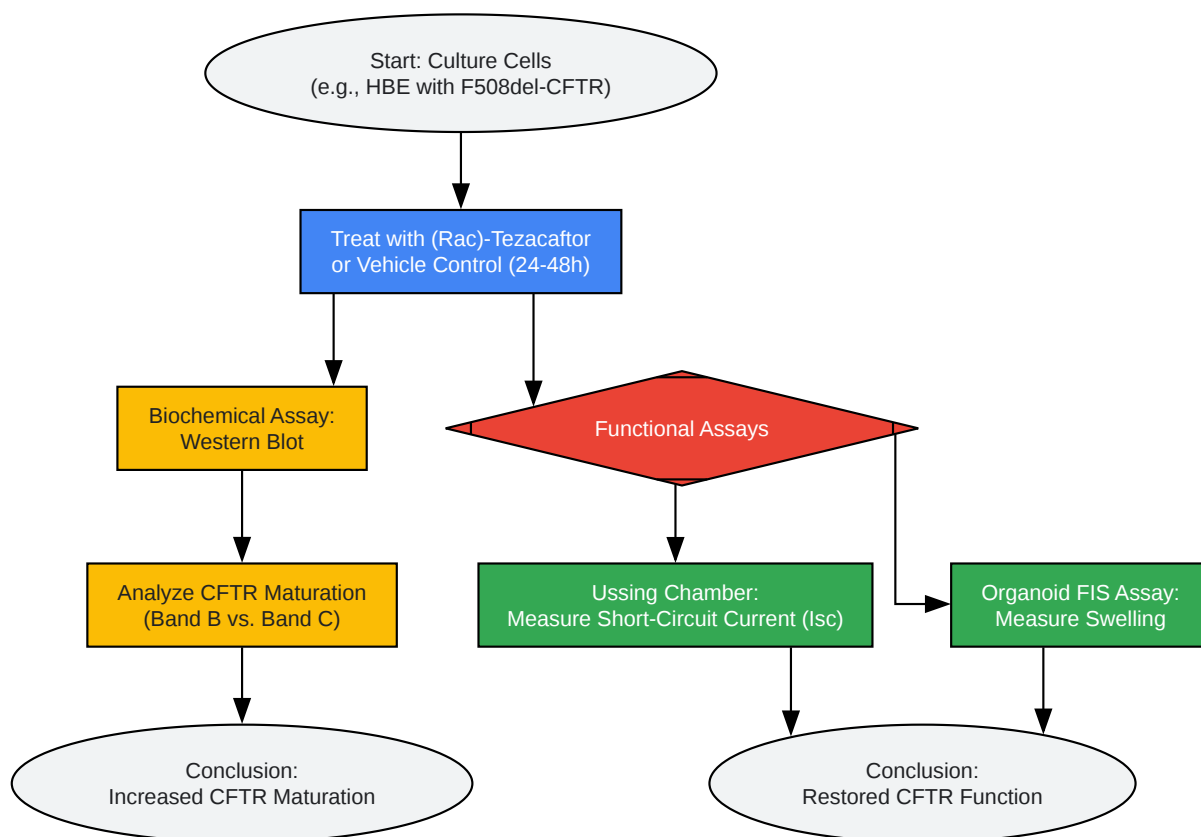 Start: Culture Cells
(e.g., HBE with F508del-CFTR)
Treat with (Rac)-Tezacaftor
or Vehicle Control (24-48h)
Biochemical Assay:
Western Blot
Functional Assays
Analyze CFTR Maturation
(Band B vs. Band C)
Ussing Chamber:
Measure Short-Circuit Current (Isc)
Organoid FIS Assay:
Measure Swelling
Conclusion:
Increased CFTR Maturation
Conclusion:
Restored CFTR Function